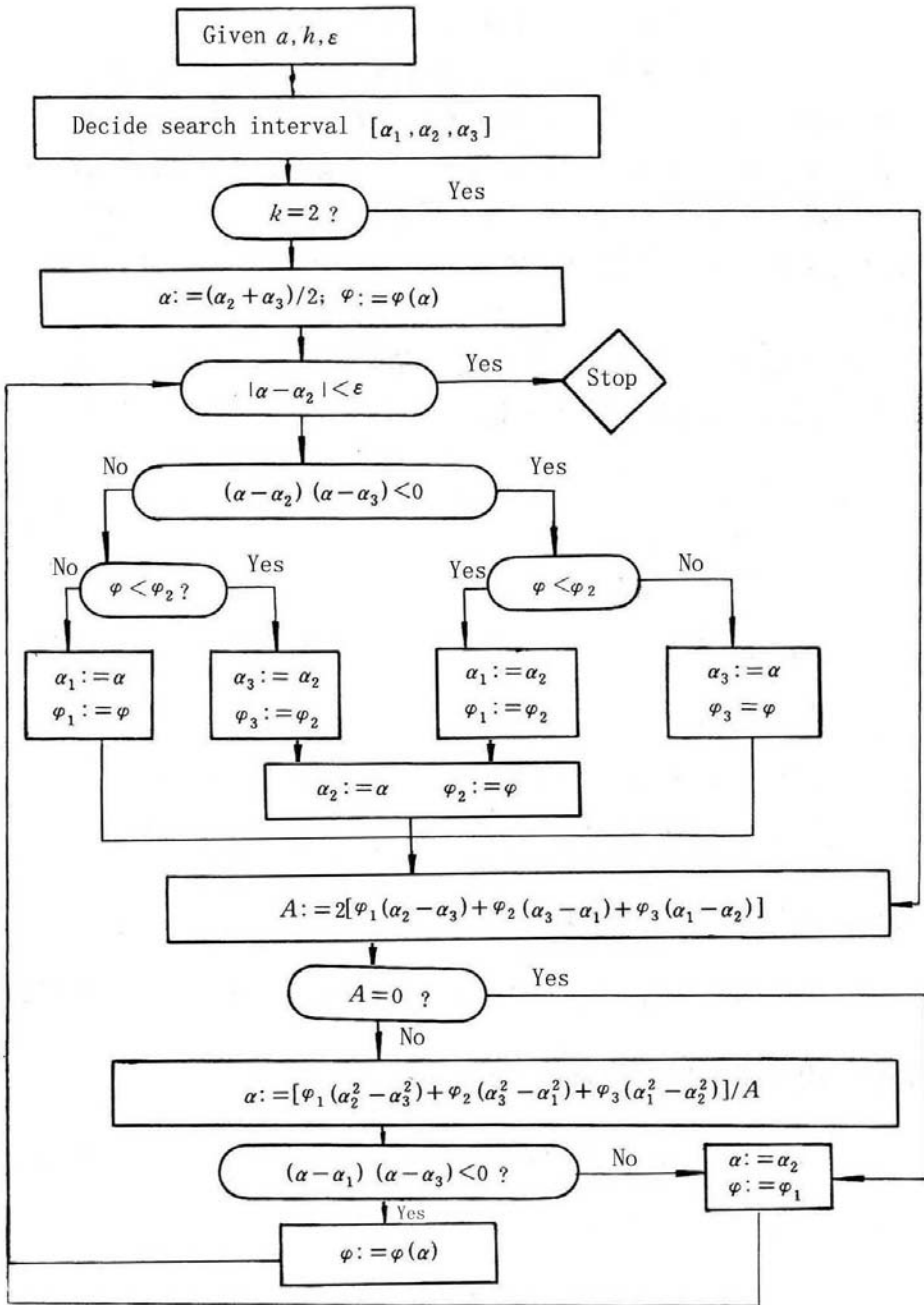 Given a, h, ε
Decide search interval [α₁, α₂, α₃]
Yes
k=2 ?
α:=(α₂+α₃)/2; φ:=φ(α)
Yes
|α−α₂|<ε
Stop
No
Yes
(α−α₂) (α−α₃)<0
No
φ<φ₂?
Yes
Yes
φ<φ₂
No
α₁:=α
φ₁:=φ
α₃:=α₂
φ₃:=φ₂
α₁:=α₂
φ₁:=φ₂
α₃:=α
φ₃=φ
α₂:=α φ₂:=φ
A:=2[φ₁(α₂−α₃)+φ₂(α₃−α₁)+φ₃(α₁−α₂)]
Yes
A=0 ?
No
α:=[φ₁(α₂²−α₃²)+φ₂(α₃²−α₁²)+φ₃(α₁²−α₂²)]/A
(α−α₁) (α−α₃)<0 ?
No
α:=α₂
φ:=φ₁
Yes
φ:=φ(α)